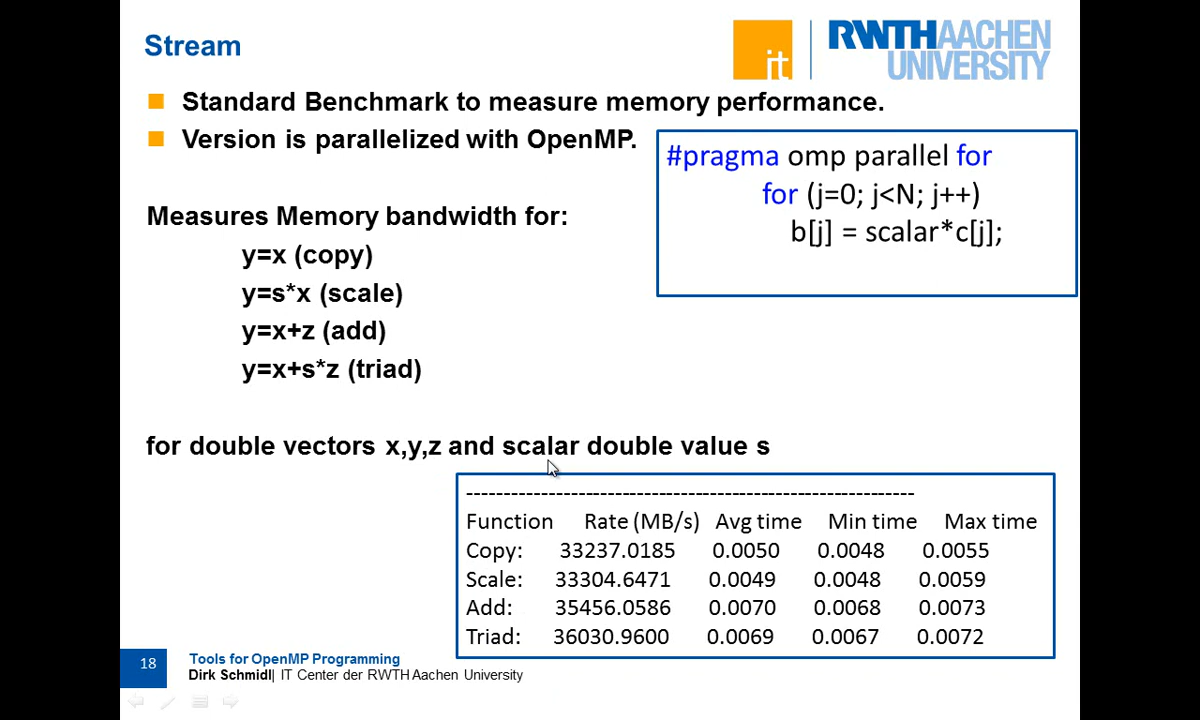 Stream
it
RWTHAACHEN
UNIVERSITY
Standard Benchmark to measure memory performance.
Version is parallelized with OpenMP.
#pragma omp parallel for
for (j=0; j<N; j++)
b[j] = scalar*c[j];
Measures Memory bandwidth for:
y=x (copy)
y=s*x (scale)
y=x+z (add)
y=x+s*z (triad)
for double vectors x,y,z and scalar double value s
-------------------------------------------------------------
Function Rate (MB/s) Avg time Min time Max time
Copy: 33237.0185 0.0050 0.0048 0.0055
Scale: 33304.6471 0.0049 0.0048 0.0059
Add: 35456.0586 0.0070 0.0068 0.0073
Triad: 36030.9600 0.0069 0.0067 0.0072
18
Tools for OpenMP Programming
Dirk Schmidl| IT Center der RWTH Aachen University